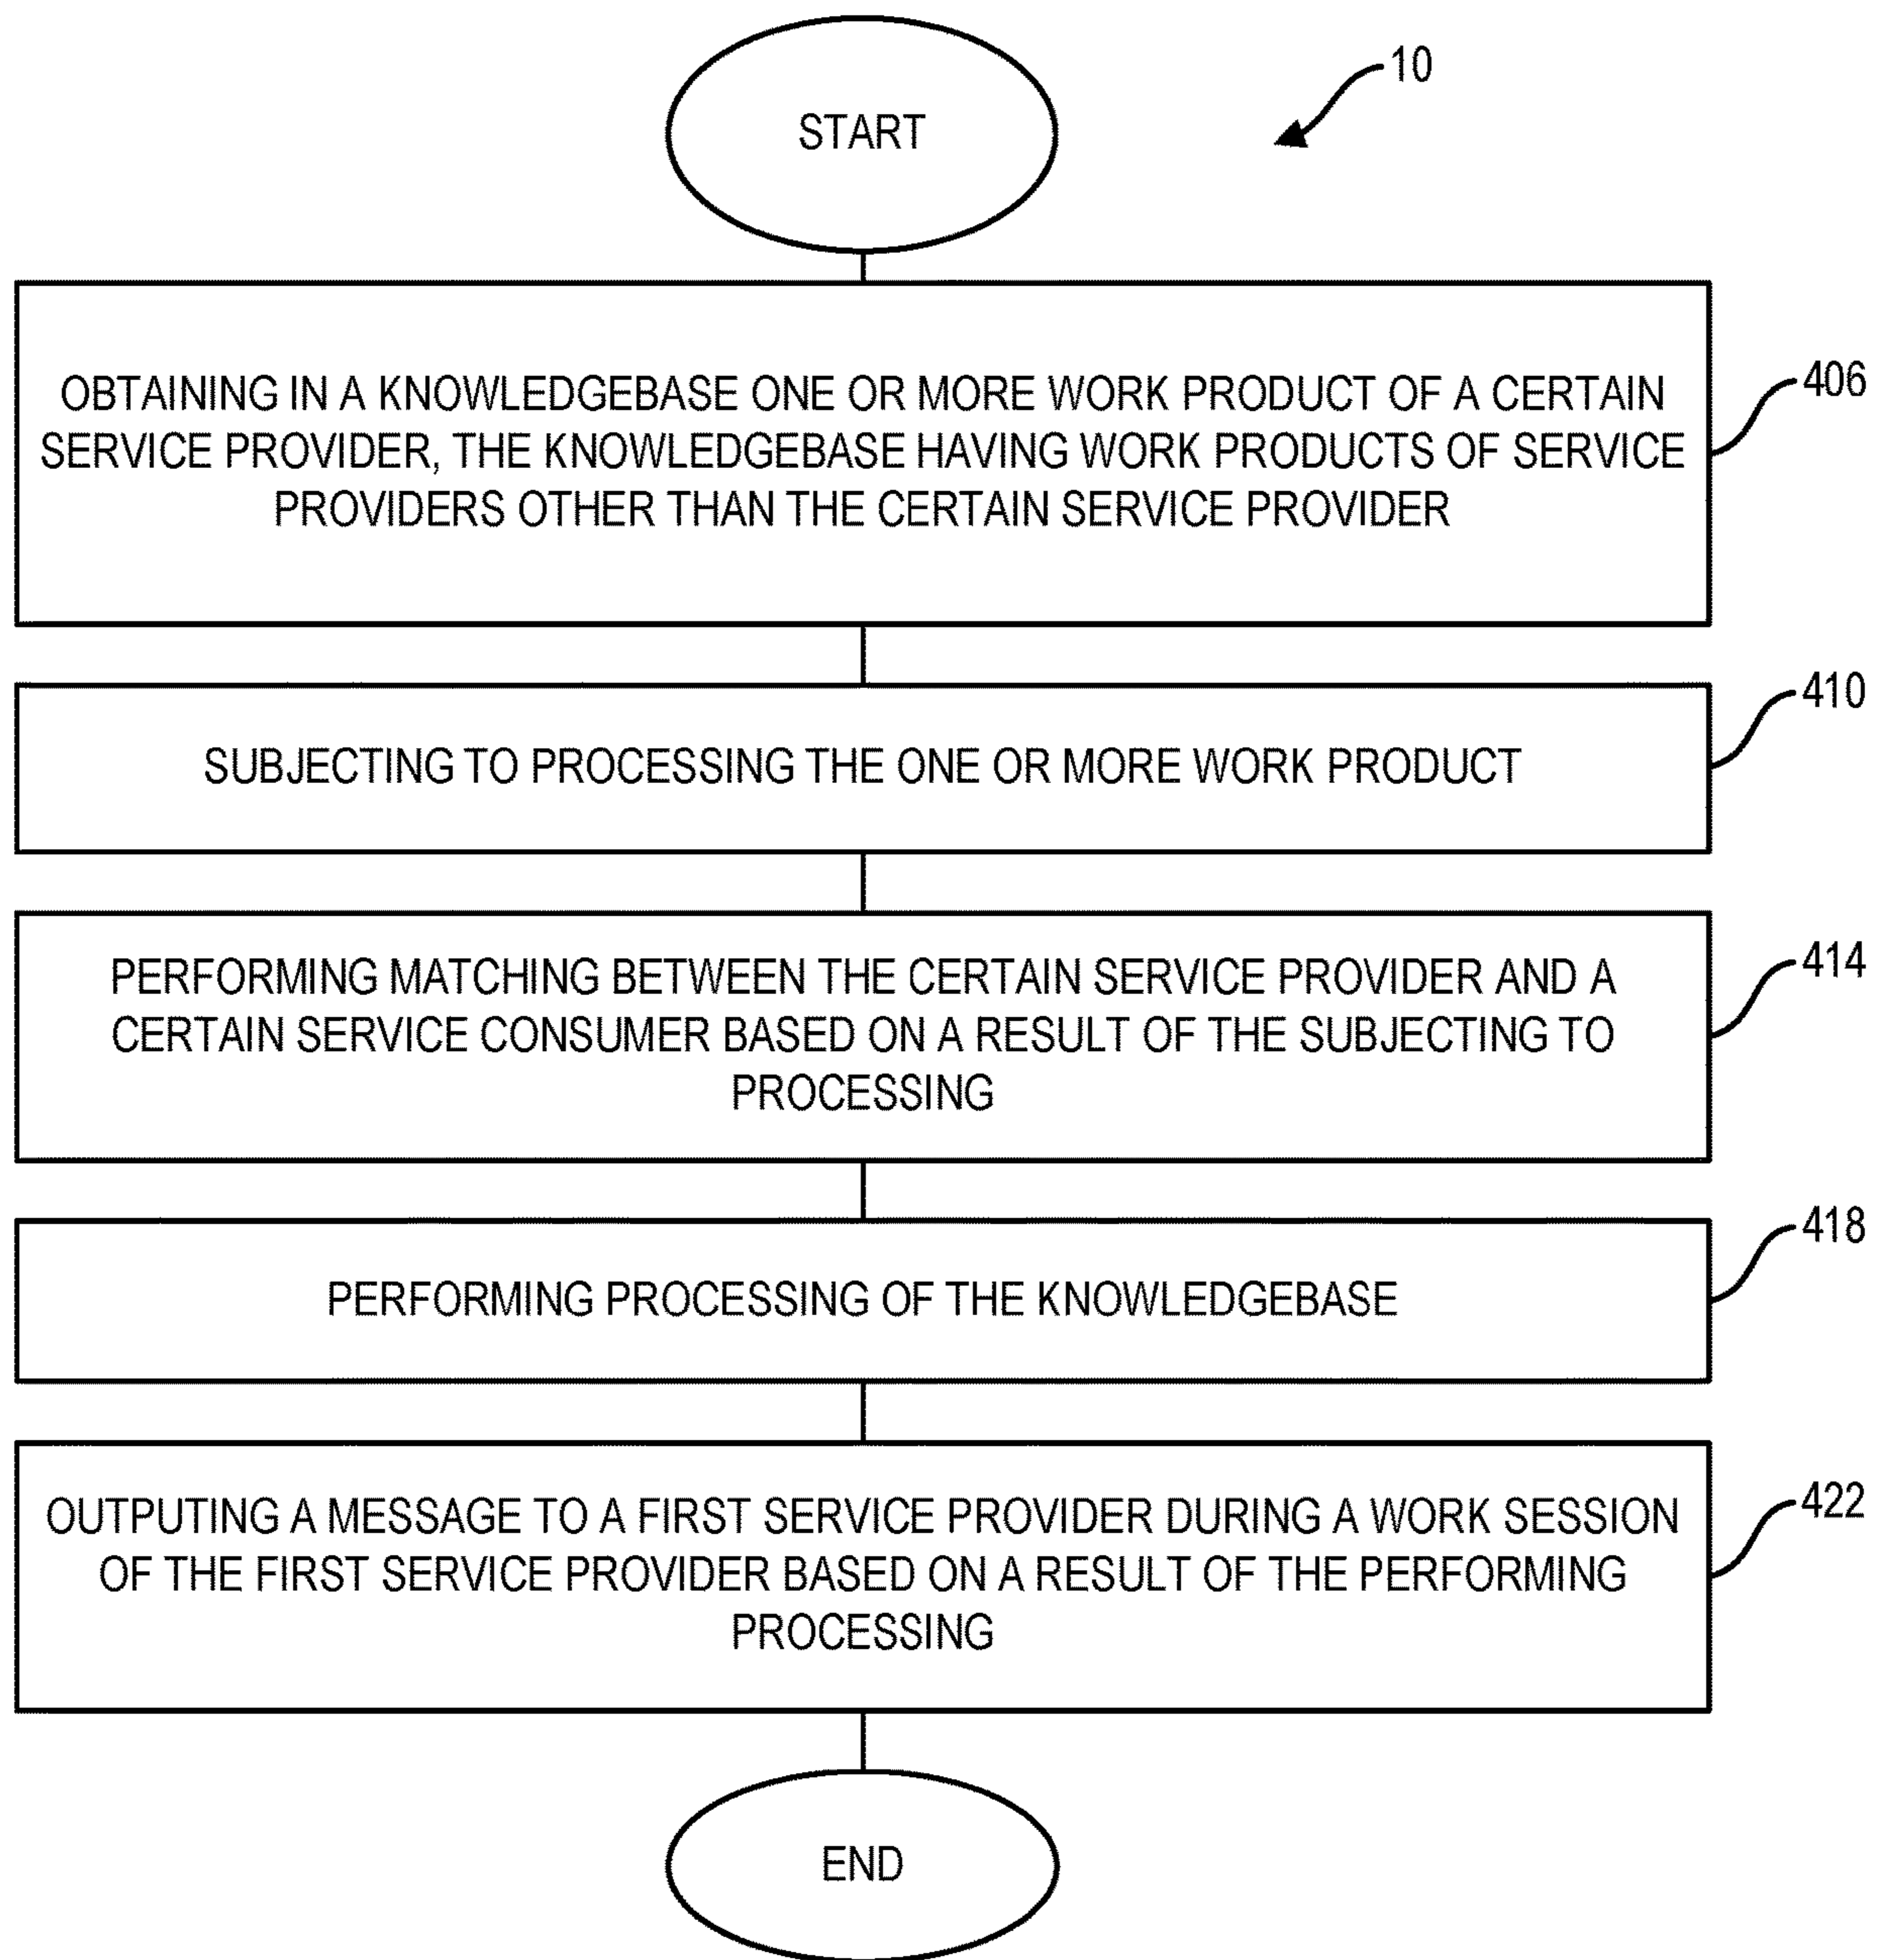 START
10
OBTAINING IN A KNOWLEDGEBASE ONE OR MORE WORK PRODUCT OF A CERTAIN
SERVICE PROVIDER, THE KNOWLEDGEBASE HAVING WORK PRODUCTS OF SERVICE
PROVIDERS OTHER THAN THE CERTAIN SERVICE PROVIDER
406
SUBJECTING TO PROCESSING THE ONE OR MORE WORK PRODUCT
410
PERFORMING MATCHING BETWEEN THE CERTAIN SERVICE PROVIDER AND A
CERTAIN SERVICE CONSUMER BASED ON A RESULT OF THE SUBJECTING TO
PROCESSING
414
PERFORMING PROCESSING OF THE KNOWLEDGEBASE
418
OUTPUTING A MESSAGE TO A FIRST SERVICE PROVIDER DURING A WORK SESSION
OF THE FIRST SERVICE PROVIDER BASED ON A RESULT OF THE PERFORMING
PROCESSING
422
END